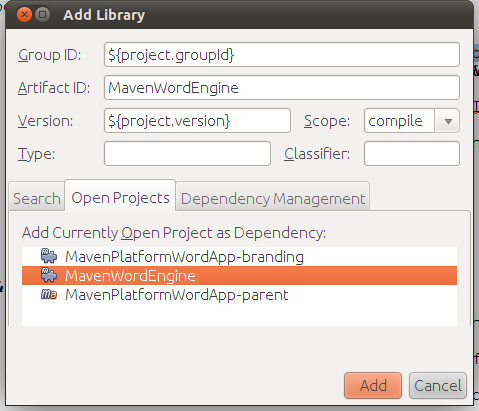 Add Library
Group ID: ${project.groupId}
Artifact ID: MavenWordEngine
Version: ${project.version} Scope: compile
Type: Classifier:
Search Open Projects Dependency Management
Add Currently Open Project as Dependency:
MavenPlatformWordApp-branding
MavenWordEngine
MavenPlatformWordApp-parent
Add Cancel